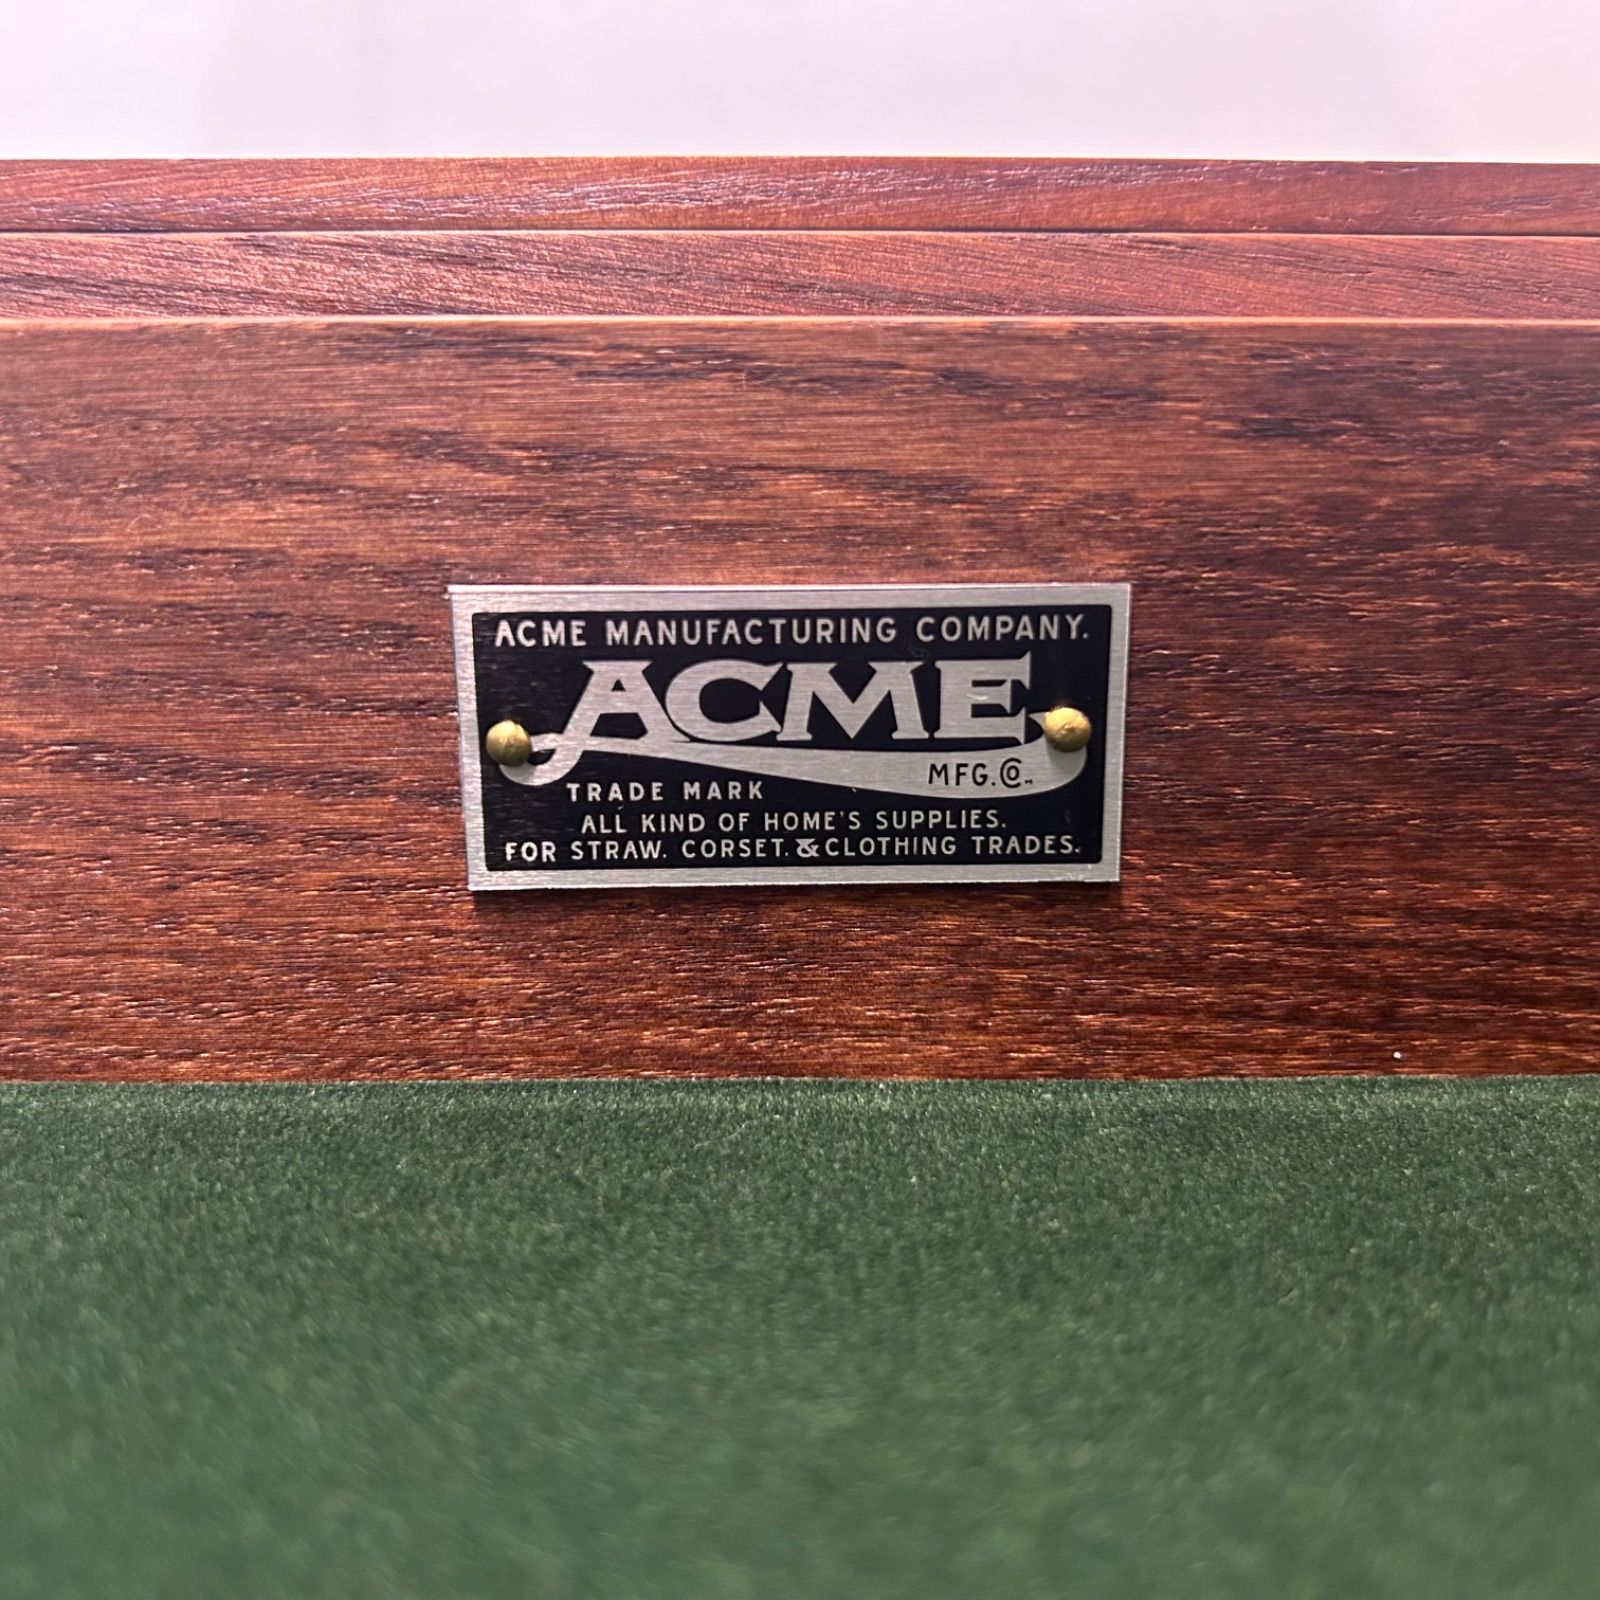 ACME MANUFACTURING COMPANY.
ACME
MFG. Co..
TRADE MARK
ALL KIND OF HOME'S SUPPLIES.
FOR STRAW. CORSET. & CLOTHING TRADES.